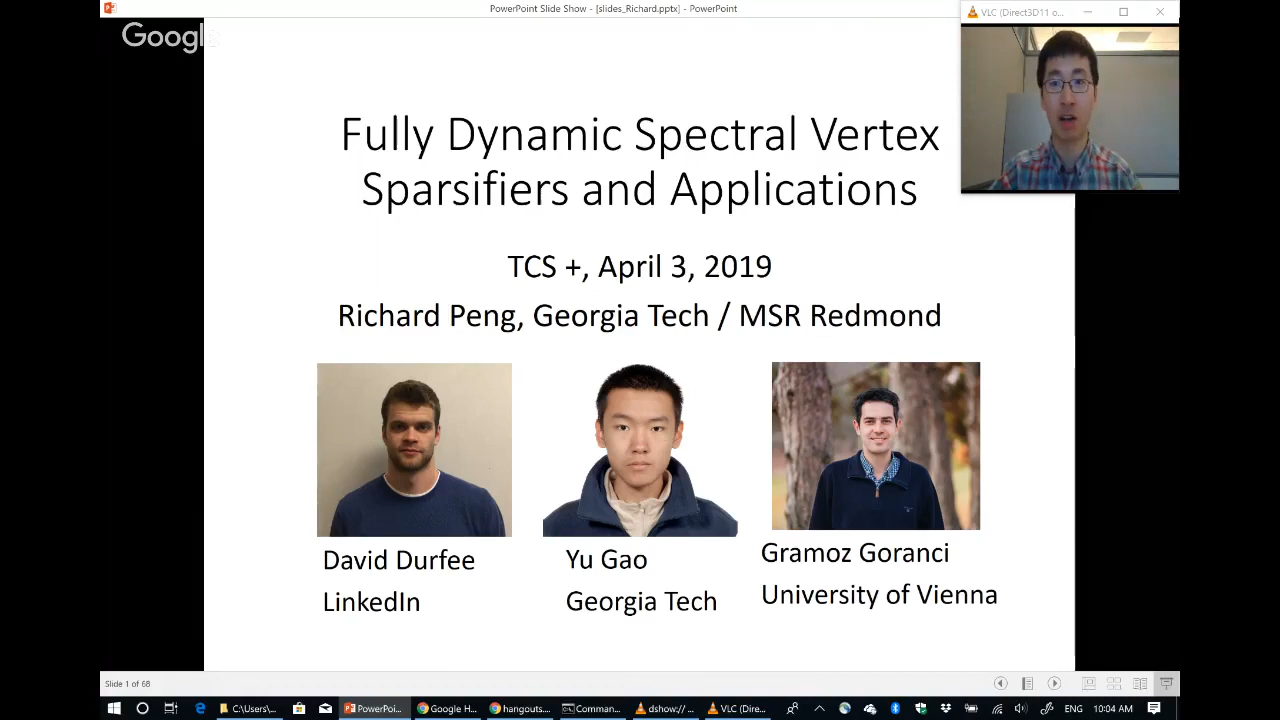 PowerPoint Slide Show - [slides_Richard.pptx] - PowerPoint
VLC (Direct3D11 o...
Google
Fully Dynamic Spectral Vertex
Sparsifiers and Applications
TCS +, April 3, 2019
Richard Peng, Georgia Tech / MSR Redmond
David Durfee
LinkedIn
Yu Gao
Georgia Tech
Gramoz Goranci
University of Vienna
Slide 1 of 68
C:\Users\...
PowerPoi...
Google H...
hangouts...
Comman...
dshow:// ...
VLC (Dire...
ENG
10:04 AM